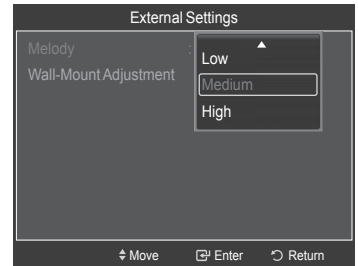 External Settings
Melody :
Low
Wall-Mount Adjustment
Medium
High
Move Enter Return